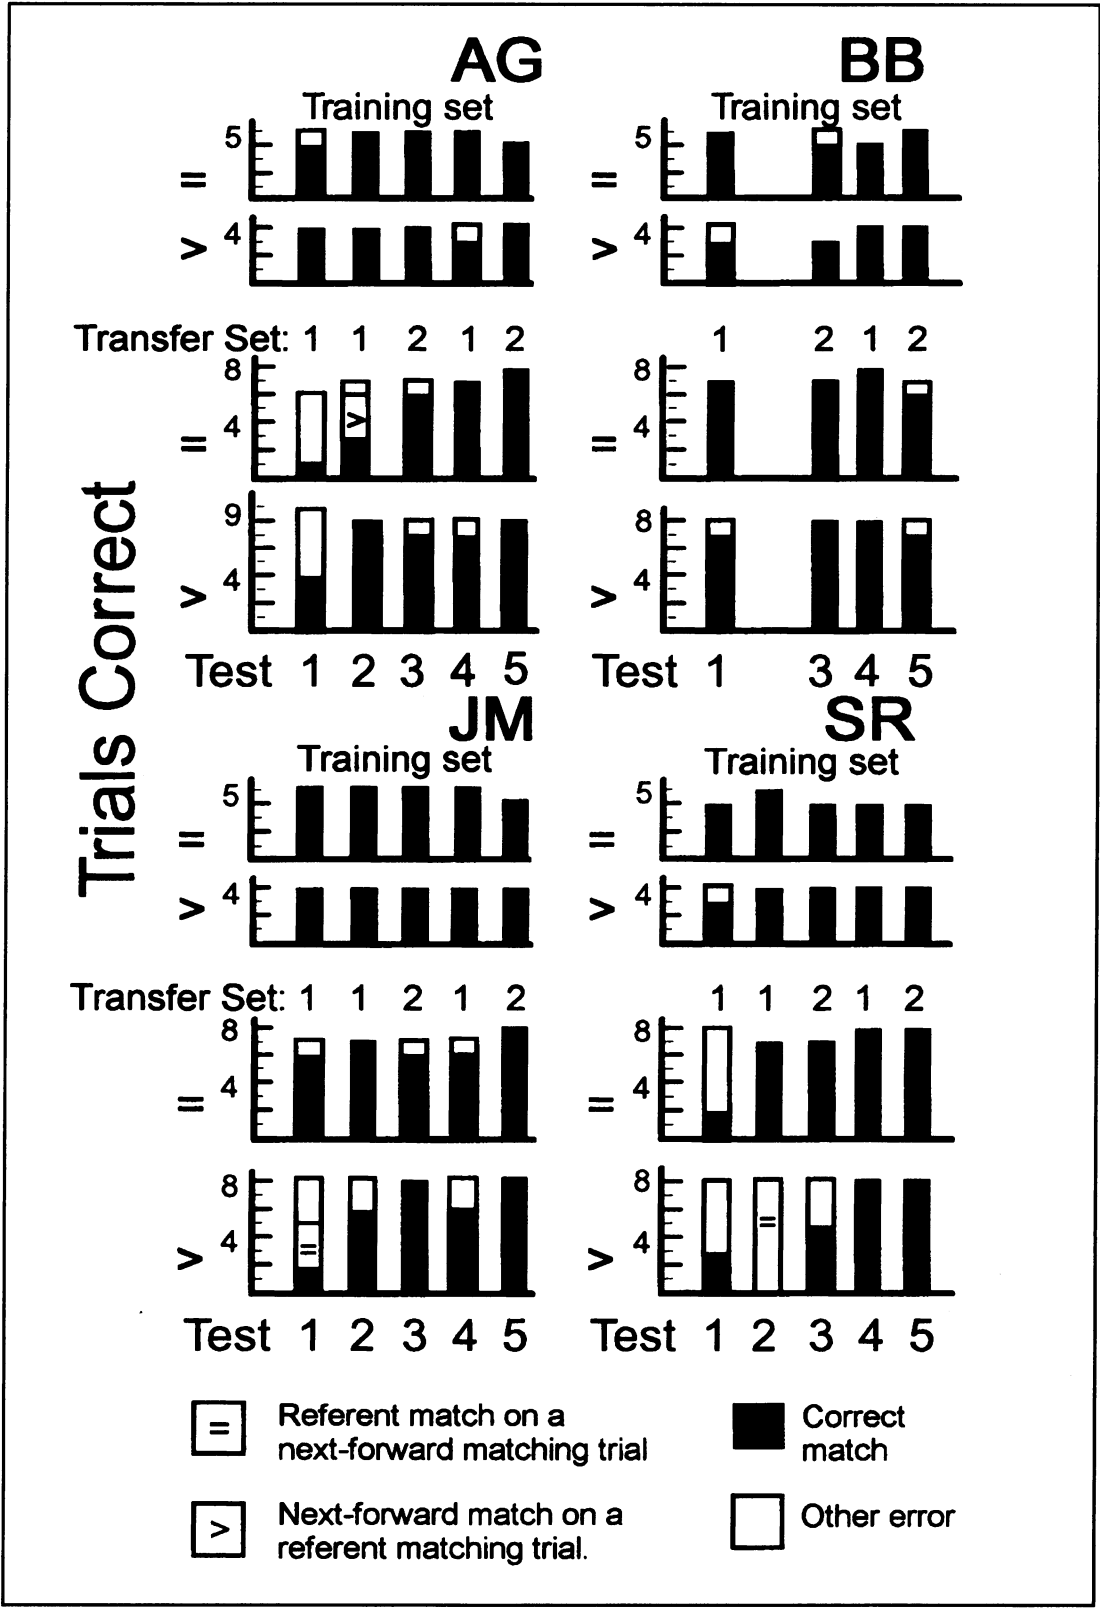 AG BB
Training set Training set
5 5
= =
4 4
> >
Transfer Set: 1 1 2 1 2 1 2 1 2
8 8
> 
4 4
= =
9 8
4 4
> >
Test 1 2 3 4 5 Test 1 3 4 5
Trials Correct
JM SR
Training set Training set
5 5
= =
4 4
> >
Transfer Set: 1 1 2 1 2 1 1 2 1 2
8 8
4 4
= =
8 8
= =
4 4
> >
Test 1 2 3 4 5 Test 1 2 3 4 5
= Referent match on a Correct
next-forward matching trial match
> Next-forward match on a Other error
referent matching trial.